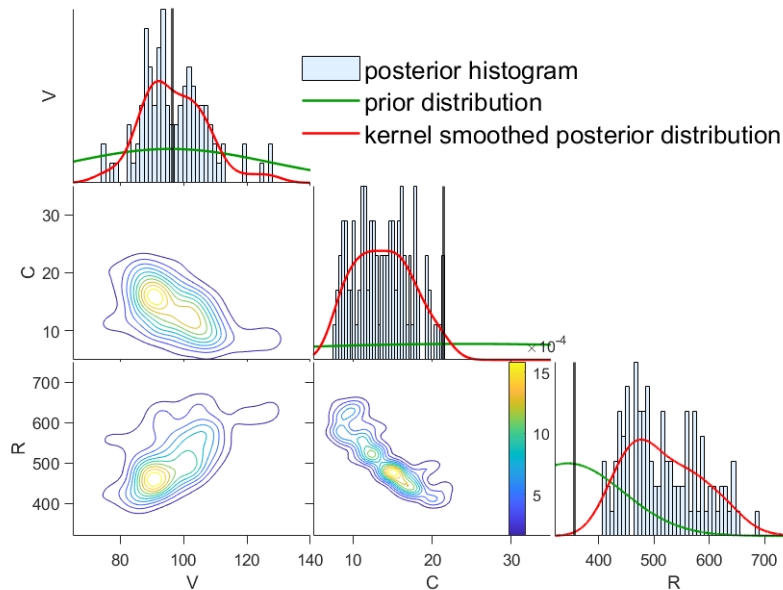 V
posterior histogram
prior distribution
kernel smoothed posterior distribution
30
C
20
10
×10⁻⁴
700
600
R
500
400
15
10
5
80
100
120
140
V
10
20
30
C
400
500
600
700
R